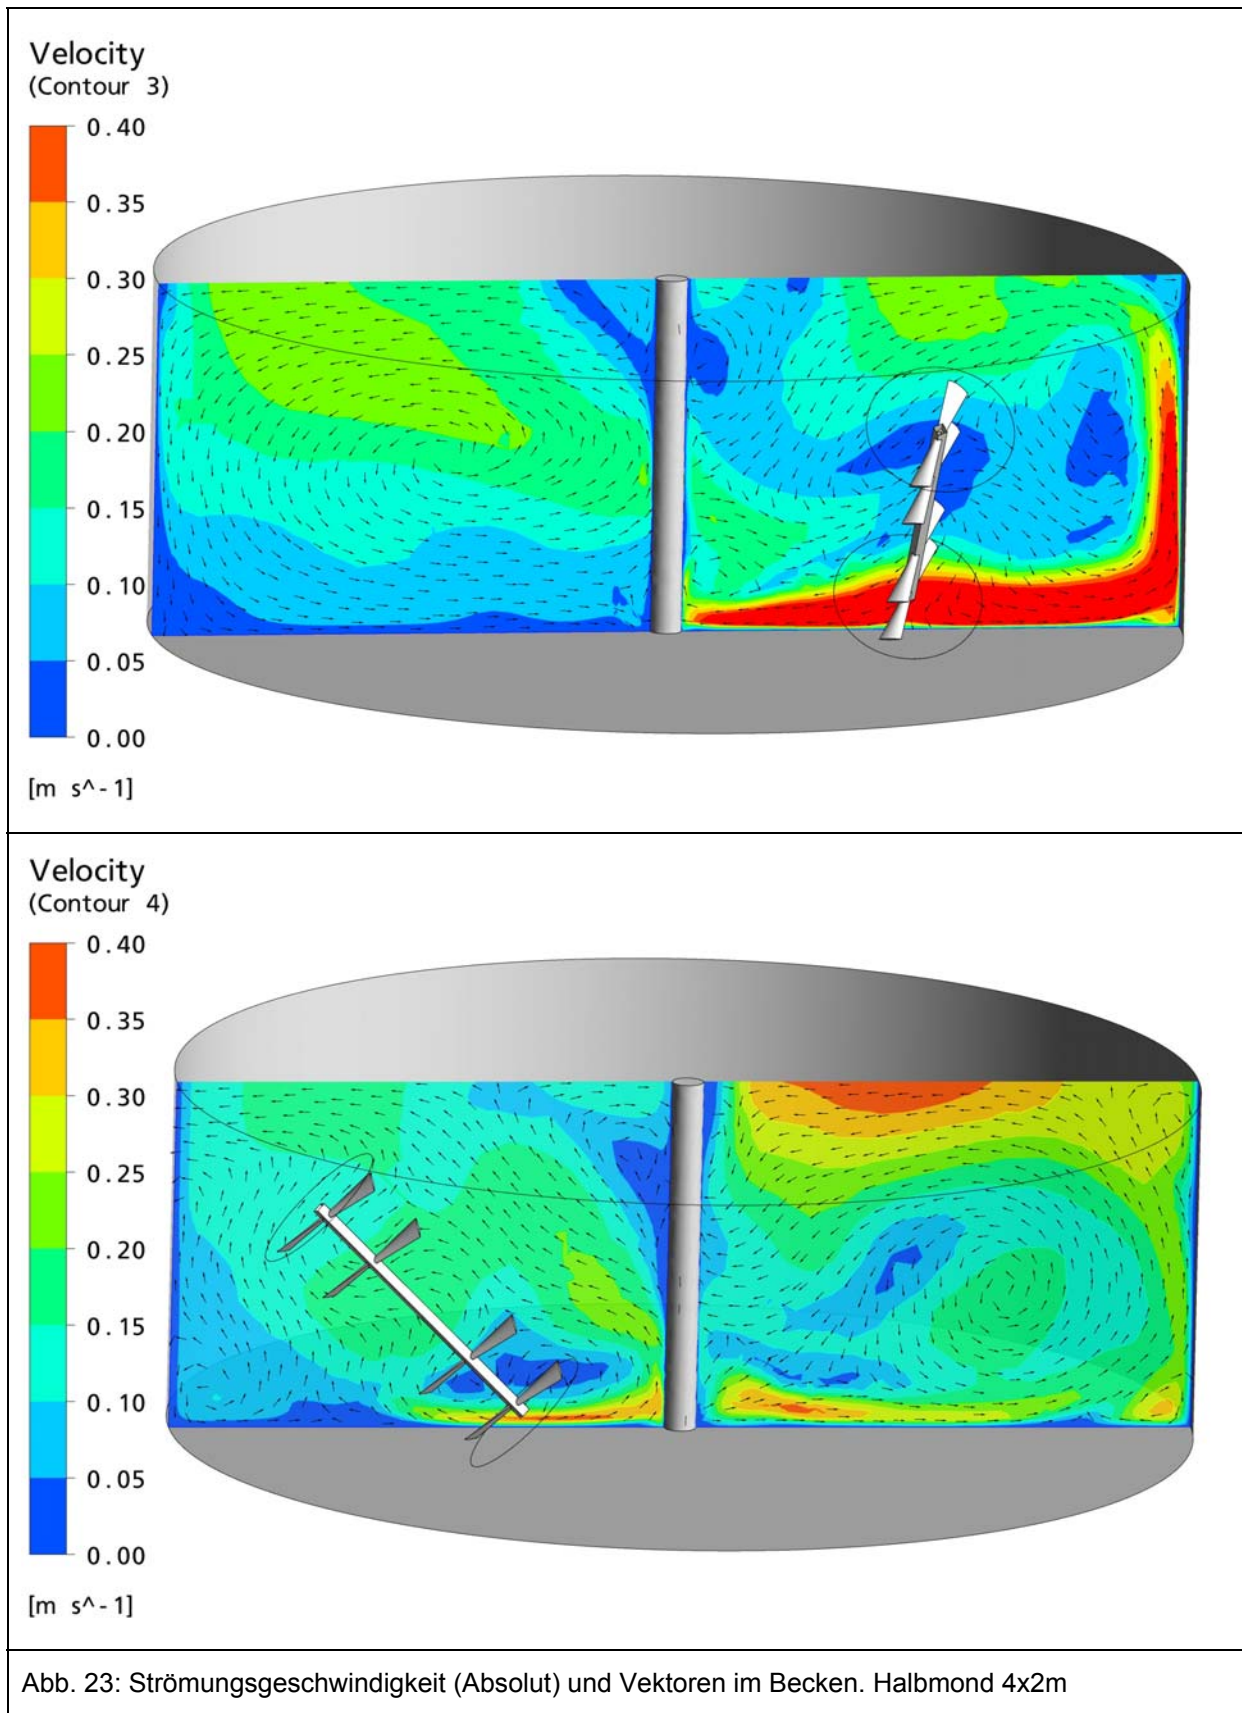 Velocity
(Contour 3)
0.40
0.35
0.30
0.25
0.20
0.15
0.10
0.05
0.00
[m s^-1]
Velocity
(Contour 4)
0.40
0.35
0.30
0.25
0.20
0.15
0.10
0.05
0.00
[m s^-1]
Abb. 23: Strömungsgeschwindigkeit (Absolut) und Vektoren im Becken. Halbmond 4x2m